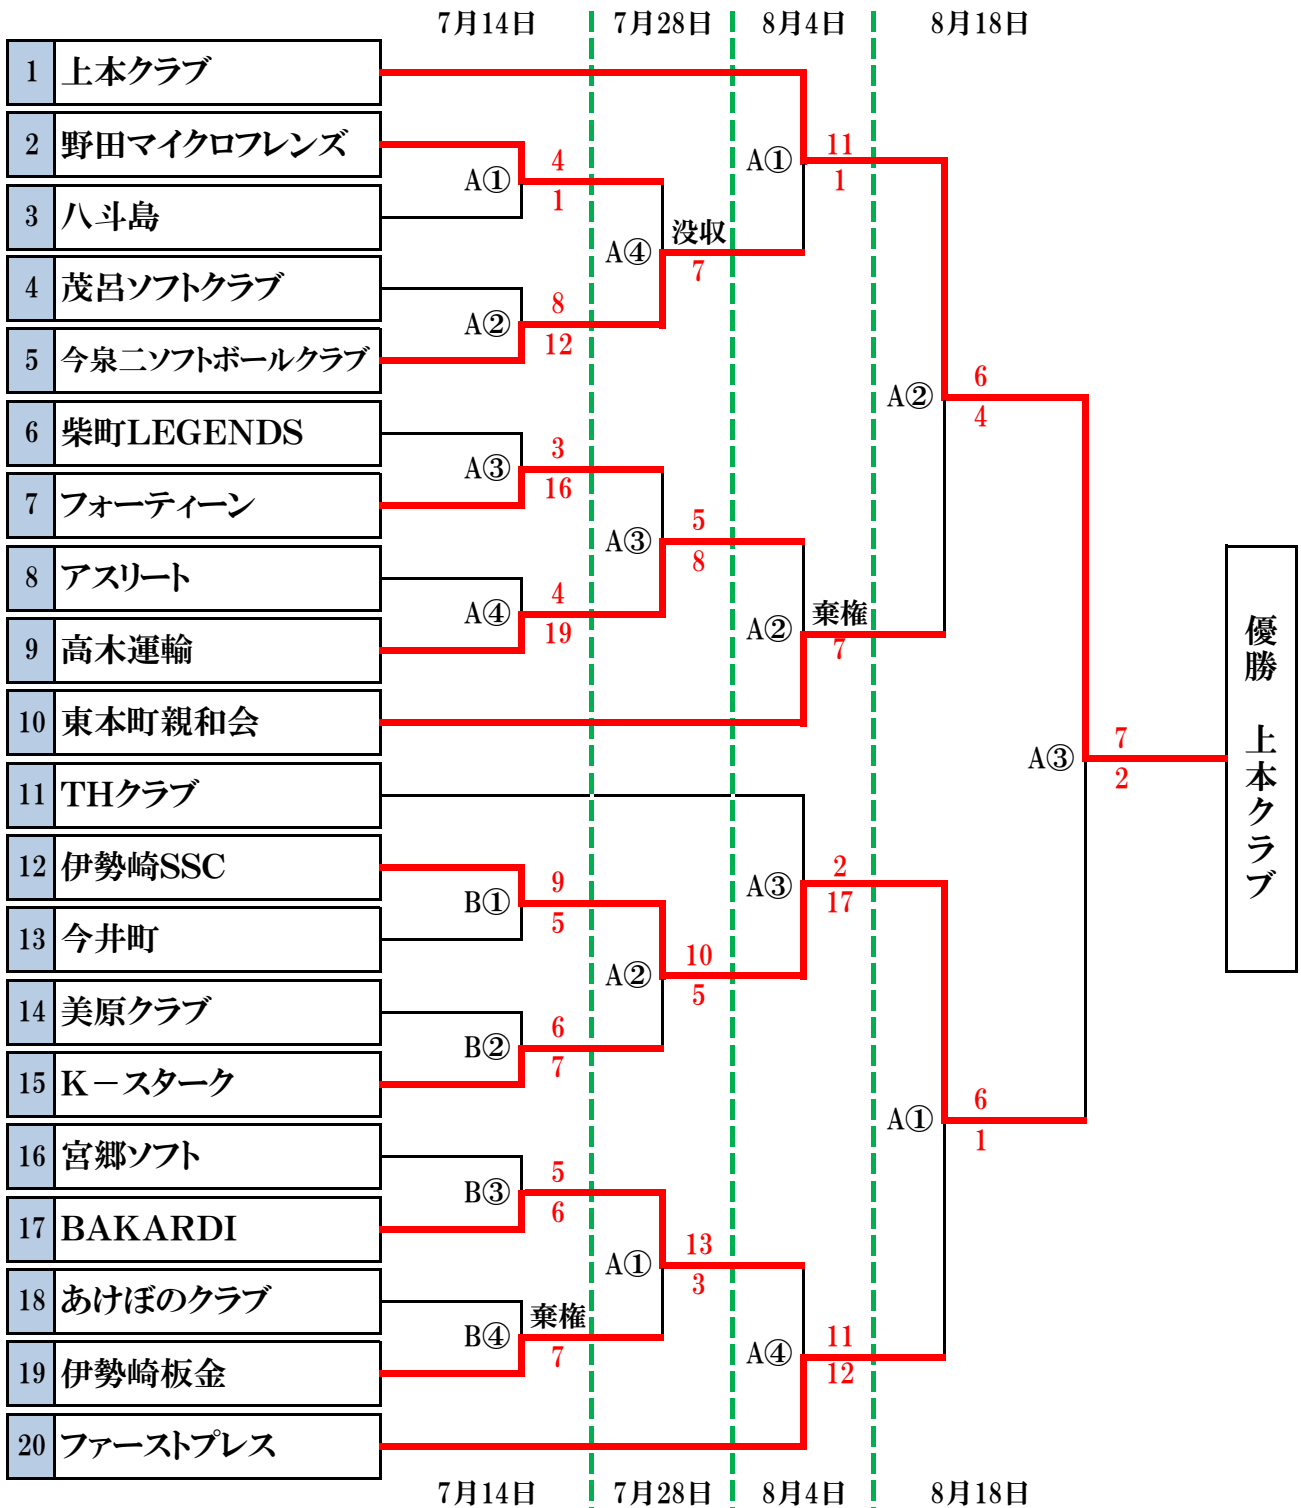 7月14日 7月28日 8月4日 8月18日
1 上本クラブ
2 野田マイクロフレンズ
3 八斗島
4 茂呂ソフトクラブ
5 今泉二ソフトボールクラブ
6 柴町LEGENDS
7 フォーティーン
8 アスリート
9 高木運輸
10 東本町親和会
11 THクラブ
12 伊勢崎SSC
13 今井町
14 美原クラブ
15 K－スターク
16 宮郷ソフト
17 BAKARDI
18 あけぼのクラブ
19 伊勢崎板金
20 ファーストプレス
A① 4
1
A② 8
12
A③ 3
16
A④ 4
19
B① 9
5
B② 6
7
B③ 5
6
B④ 棄権
7
A④ 没収
7
A③ 5
8
A② 10
5
A① 13
3
A① 11
1
A② 棄権
7
A③ 2
17
A④ 11
12
A② 6
4
A① 6
1
A③ 7
2
優勝 上本クラブ
7月14日 7月28日 8月4日 8月18日